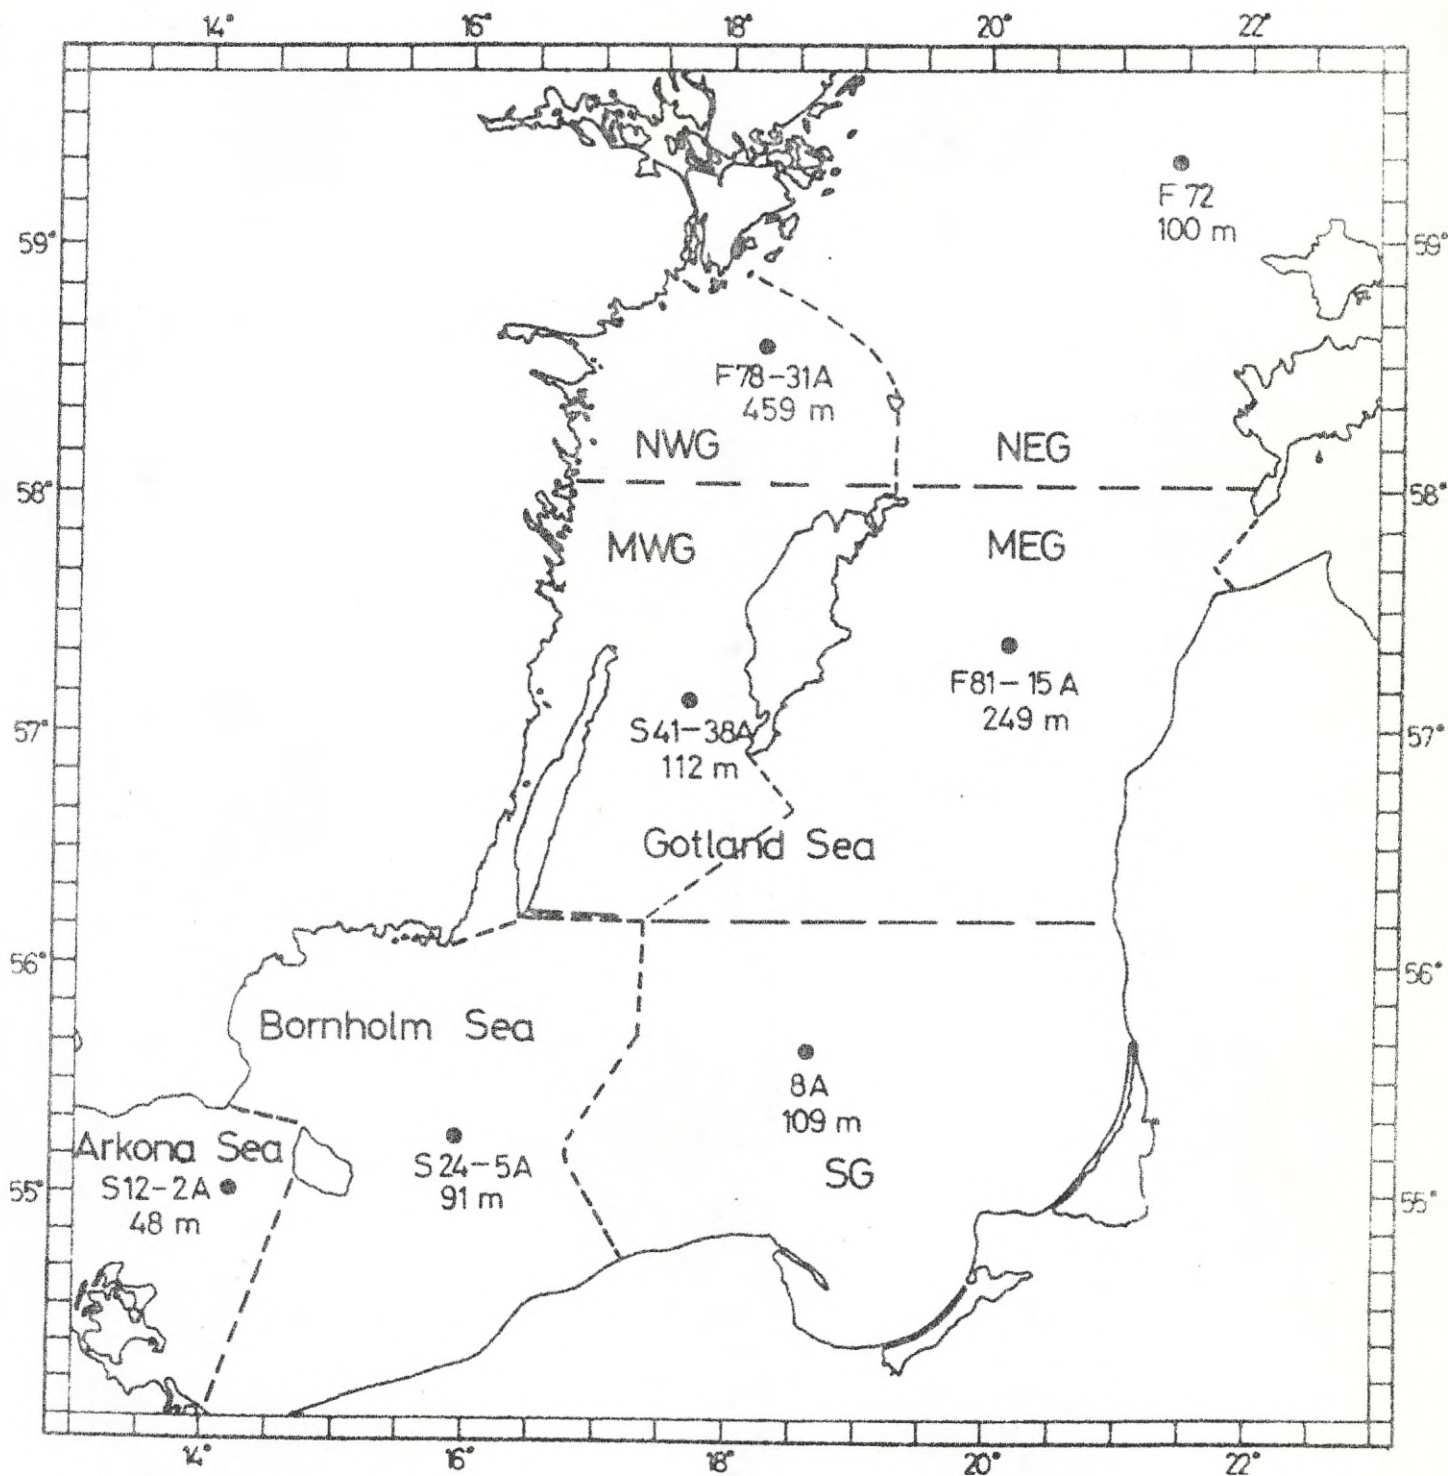 14° 16° 18° 20° 22°
F 72
100 m
59° 59°
F78-31A
459 m
NWG NEG
58° 58°
MWG MEG
F81-15A
249 m
S41-38A
112 m
57° 57°
Gotland Sea
56° 56°
Bornholm Sea
8A
109 m
Arkona Sea
S24-5A
91 m
SG
S12-2A
48 m
55° 55°
14° 16° 18° 20° 22°